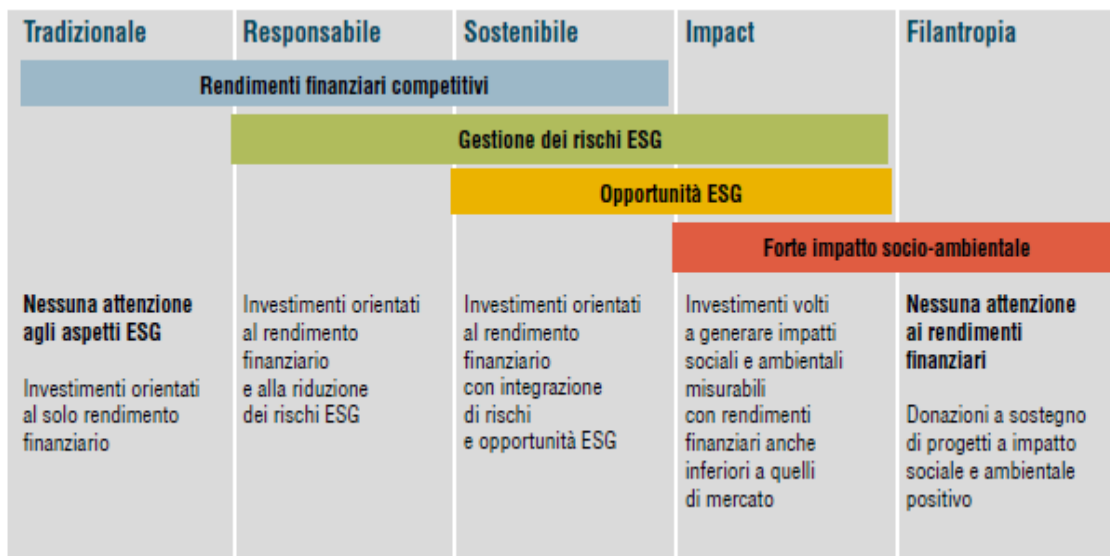 Tradizionale
Responsabile
Sostenibile
Impact
Filantropia
Rendimenti finanziari competitivi
Gestione dei rischi ESG
Opportunità ESG
Forte impatto socio-ambientale
Nessuna attenzione
agli aspetti ESG
Investimenti orientati
al solo rendimento
finanziario
Investimenti orientati
al rendimento
finanziario
e alla riduzione
dei rischi ESG
Investimenti orientati
al rendimento
finanziario
con integrazione
di rischi
e opportunità ESG
Investimenti volti
a generare impatti
sociali e ambientali
misurabili
con rendimenti
finanziari anche
inferiori a quelli
di mercato
Nessuna attenzione
ai rendimenti
finanziari
Donazioni a sostegno
di progetti a impatto
sociale e ambientale
positivo